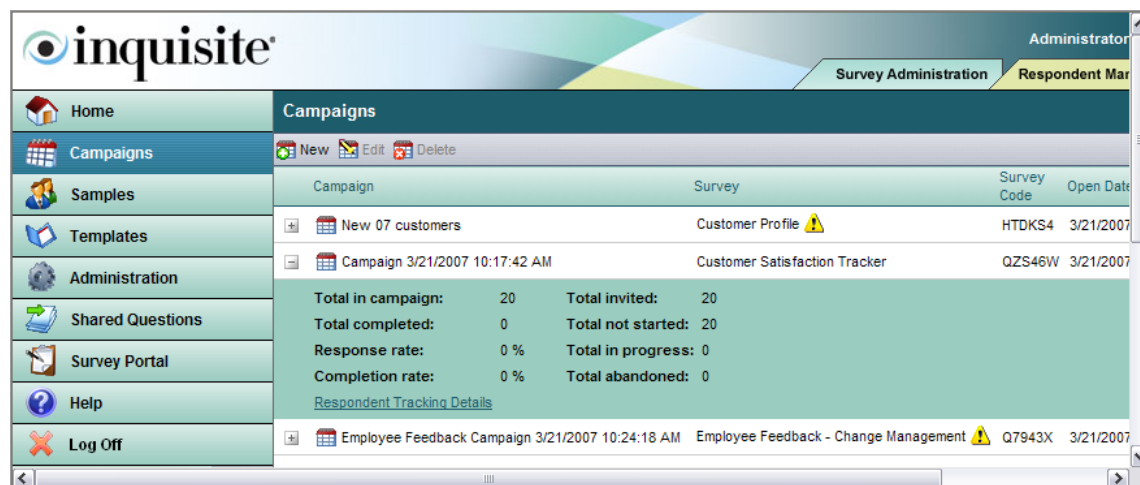 inquisite®
Administrator
Survey Administration
Respondent Mar
Home
Campaigns
Samples
Templates
Administration
Shared Questions
Survey Portal
Help
Log Off
Campaigns
New Edit Delete
Campaign Survey Survey Code Open Date
New 07 customers Customer Profile HTDKS4 3/21/2007
Campaign 3/21/2007 10:17:42 AM Customer Satisfaction Tracker QZS46W 3/21/2007
Total in campaign: 20 Total invited: 20
Total completed: 0 Total not started: 20
Response rate: 0 % Total in progress: 0
Completion rate: 0 % Total abandoned: 0
Respondent Tracking Details
Employee Feedback Campaign 3/21/2007 10:24:18 AM Employee Feedback - Change Management Q7943X 3/21/2007